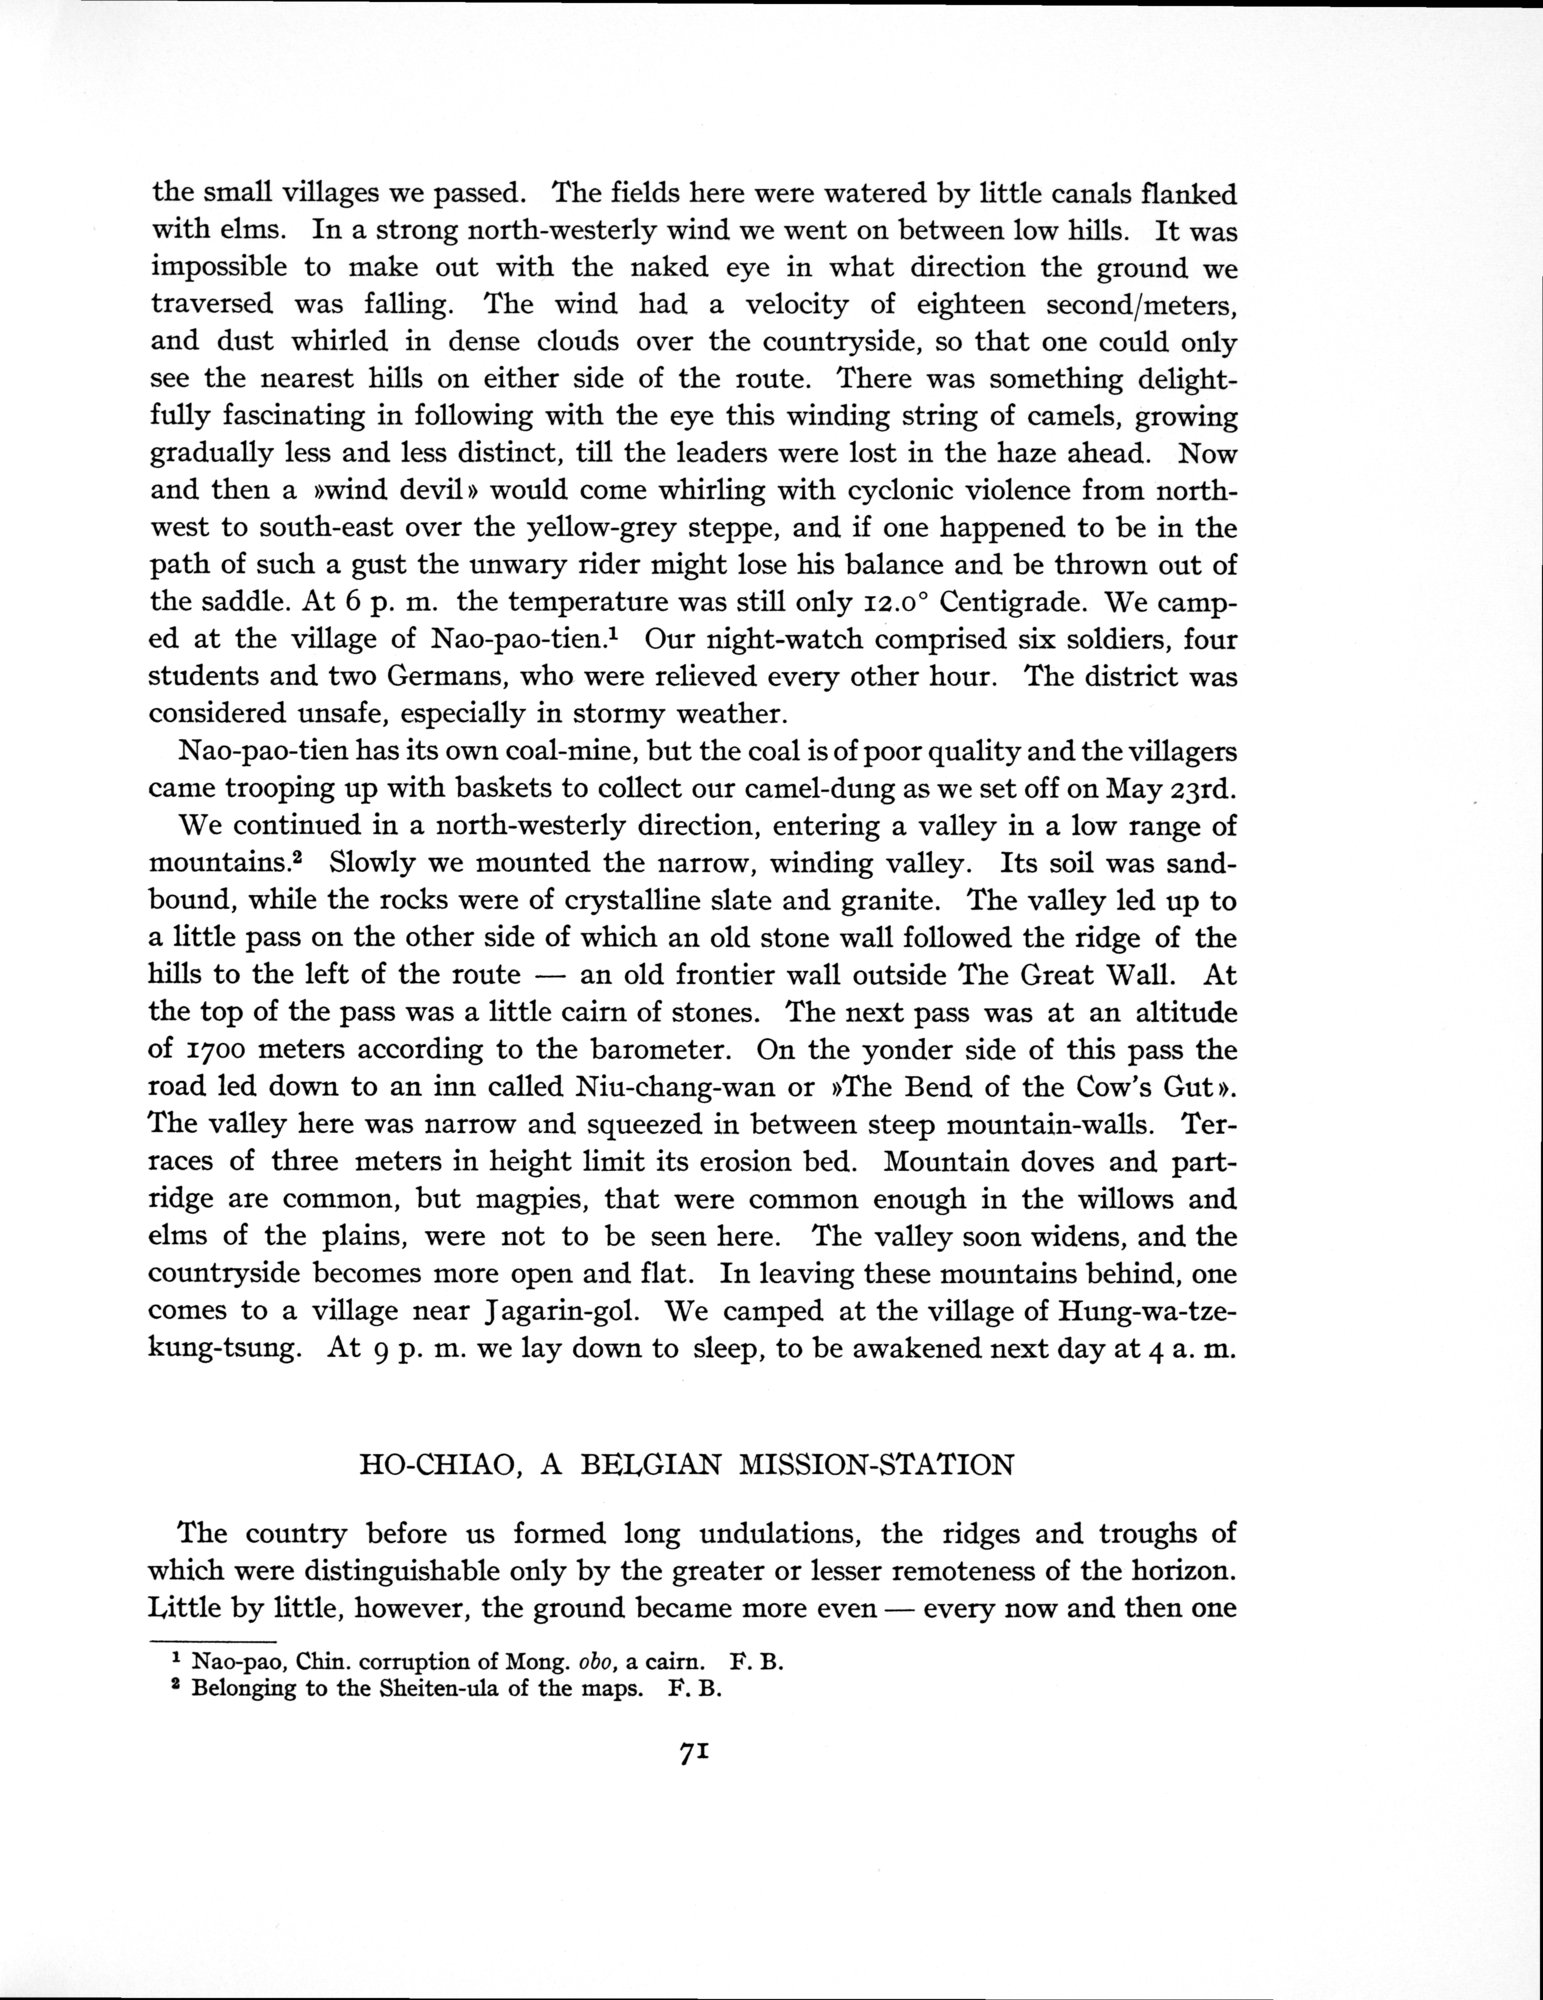 the small villages we passed. The fields here were watered by little canals flanked
with elms. In a strong north-westerly wind we went on between low hills. It was
impossible to make out with the naked eye in what direction the ground we
traversed was falling. The wind had a velocity of eighteen second/meters,
and dust whirled in dense clouds over the countryside, so that one could only
see the nearest hills on either side of the route. There was something delight-
fully fascinating in following with the eye this winding string of camels, growing
gradually less and less distinct, till the leaders were lost in the haze ahead. Now
and then a »wind devil» would come whirling with cyclonic violence from north-
west to south-east over the yellow-grey steppe, and if one happened to be in the
path of such a gust the unwary rider might lose his balance and be thrown out of
the saddle. At 6 p. m. the temperature was still only 12.0° Centigrade. We camp-
ed at the village of Nao-pao-tien.¹ Our night-watch comprised six soldiers, four
students and two Germans, who were relieved every other hour. The district was
considered unsafe, especially in stormy weather.
Nao-pao-tien has its own coal-mine, but the coal is of poor quality and the villagers
came trooping up with baskets to collect our camel-dung as we set off on May 23rd.
We continued in a north-westerly direction, entering a valley in a low range of
mountains.² Slowly we mounted the narrow, winding valley. Its soil was sand-
bound, while the rocks were of crystalline slate and granite. The valley led up to
a little pass on the other side of which an old stone wall followed the ridge of the
hills to the left of the route — an old frontier wall outside The Great Wall. At
the top of the pass was a little cairn of stones. The next pass was at an altitude
of 1700 meters according to the barometer. On the yonder side of this pass the
road led down to an inn called Niu-chang-wan or »The Bend of the Cow's Gut».
The valley here was narrow and squeezed in between steep mountain-walls. Ter-
races of three meters in height limit its erosion bed. Mountain doves and part-
ridge are common, but magpies, that were common enough in the willows and
elms of the plains, were not to be seen here. The valley soon widens, and the
countryside becomes more open and flat. In leaving these mountains behind, one
comes to a village near Jagarin-gol. We camped at the village of Hung-wa-tze-
kung-tsung. At 9 p. m. we lay down to sleep, to be awakened next day at 4 a. m.
HO-CHIAO, A BELGIAN MISSION-STATION
The country before us formed long undulations, the ridges and troughs of
which were distinguishable only by the greater or lesser remoteness of the horizon.
Little by little, however, the ground became more even — every now and then one
¹ Nao-pao, Chin. corruption of Mong. obo, a cairn. F. B.
² Belonging to the Sheiten-ula of the maps. F. B.
71